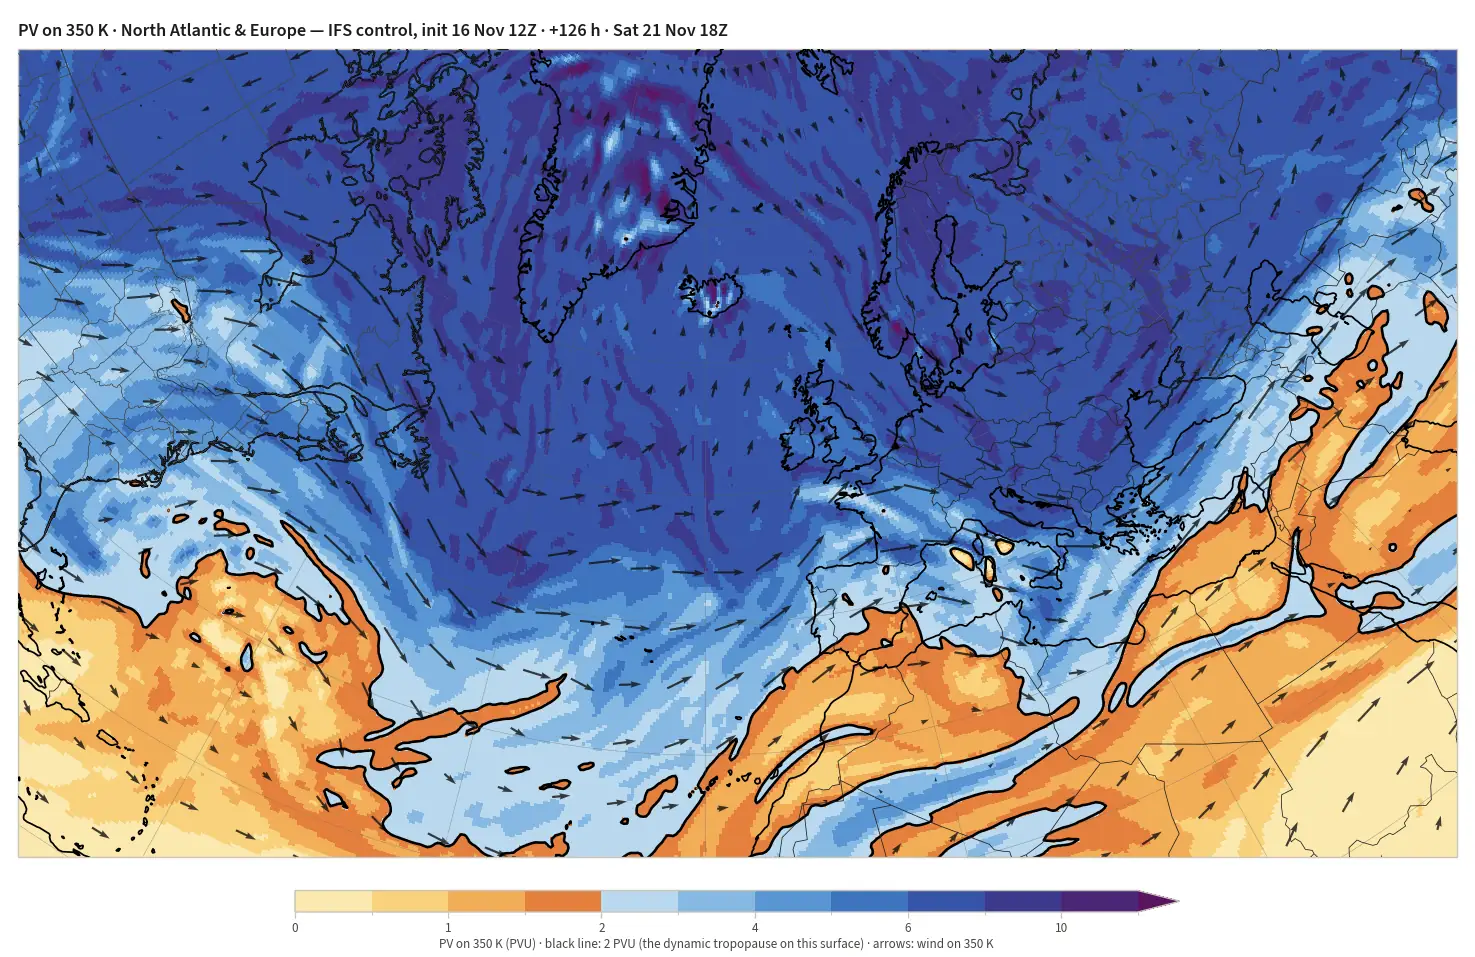 PV on 350 K · North Atlantic & Europe — IFS control, init 16 Nov 12Z · +126 h · Sat 21 Nov 18Z
0 1 2 4 6 10
PV on 350 K (PVU) · black line: 2 PVU (the dynamic tropopause on this surface) · arrows: wind on 350 K